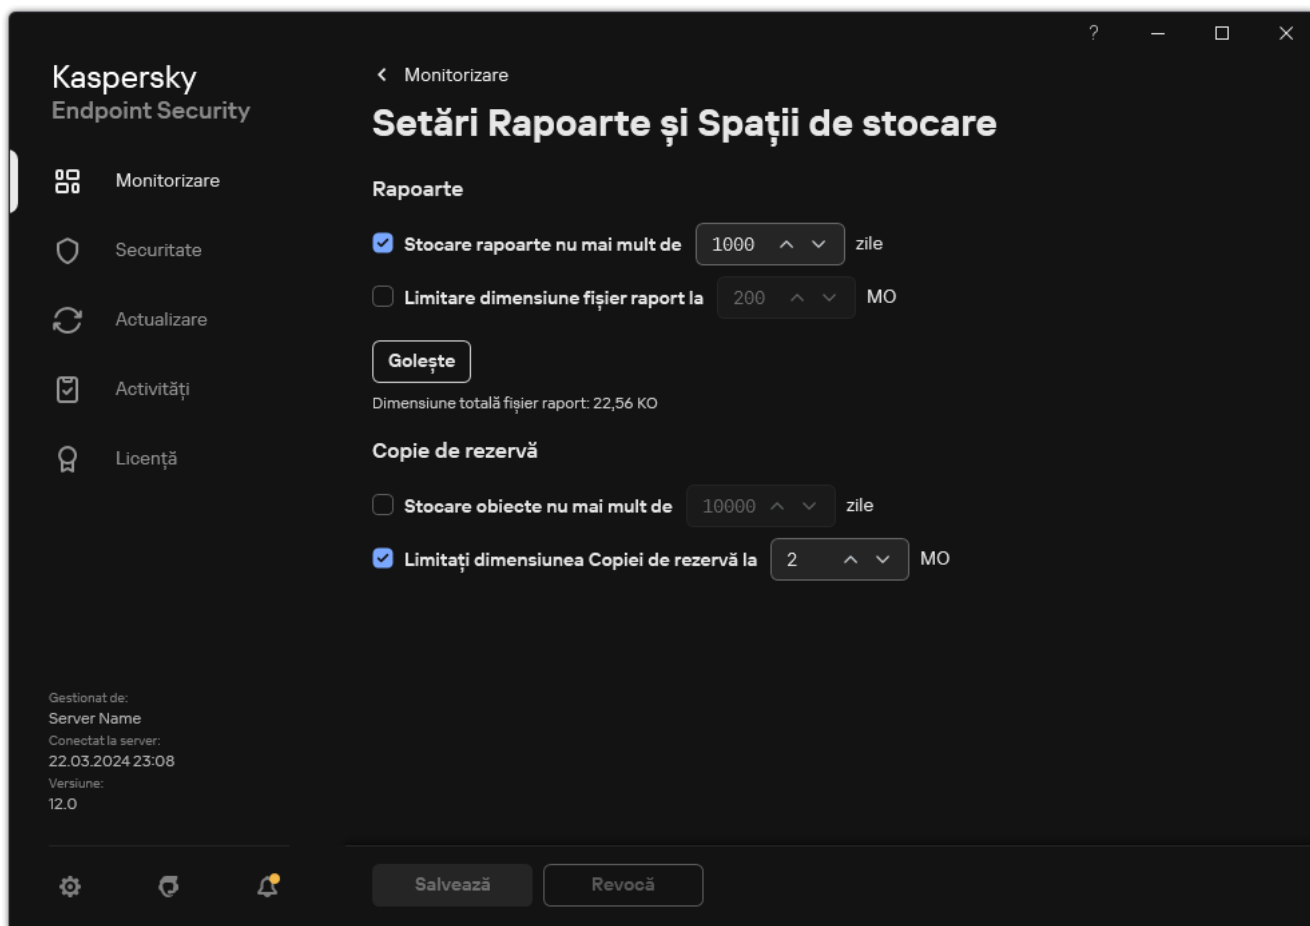 ?
Kaspersky
Endpoint Security
Monitorizare
Securitate
Actualizare
Activități
Licență
Gestionat de:
Server Name
Conectat la server:
22.03.2024 23:08
Versiune:
12.0
Monitorizare
Setări Rapoarte și Spații de stocare
Rapoarte
Stocare rapoarte nu mai mult de 1000 zile
Limitare dimensiune fișier raport la 200 MO
Golește
Dimensiune totală fișier raport: 22,56 KO
Copie de rezervă
Stocare obiecte nu mai mult de 10000 zile
Limitați dimensiunea Copiei de rezervă la 2 MO
Salvează Revocă